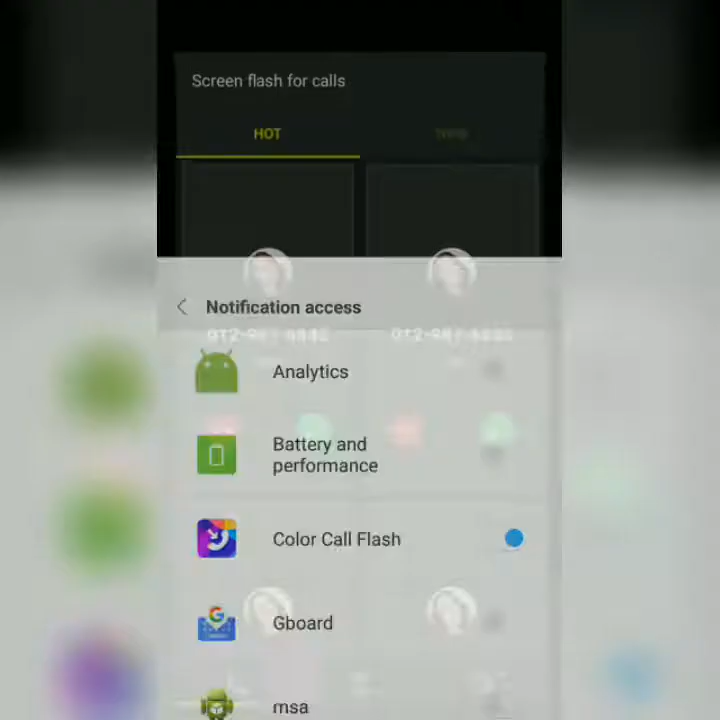 Screen flash for calls
HOT
Notification access
Analytics
Battery and
performance
Color Call Flash
Gboard
msa